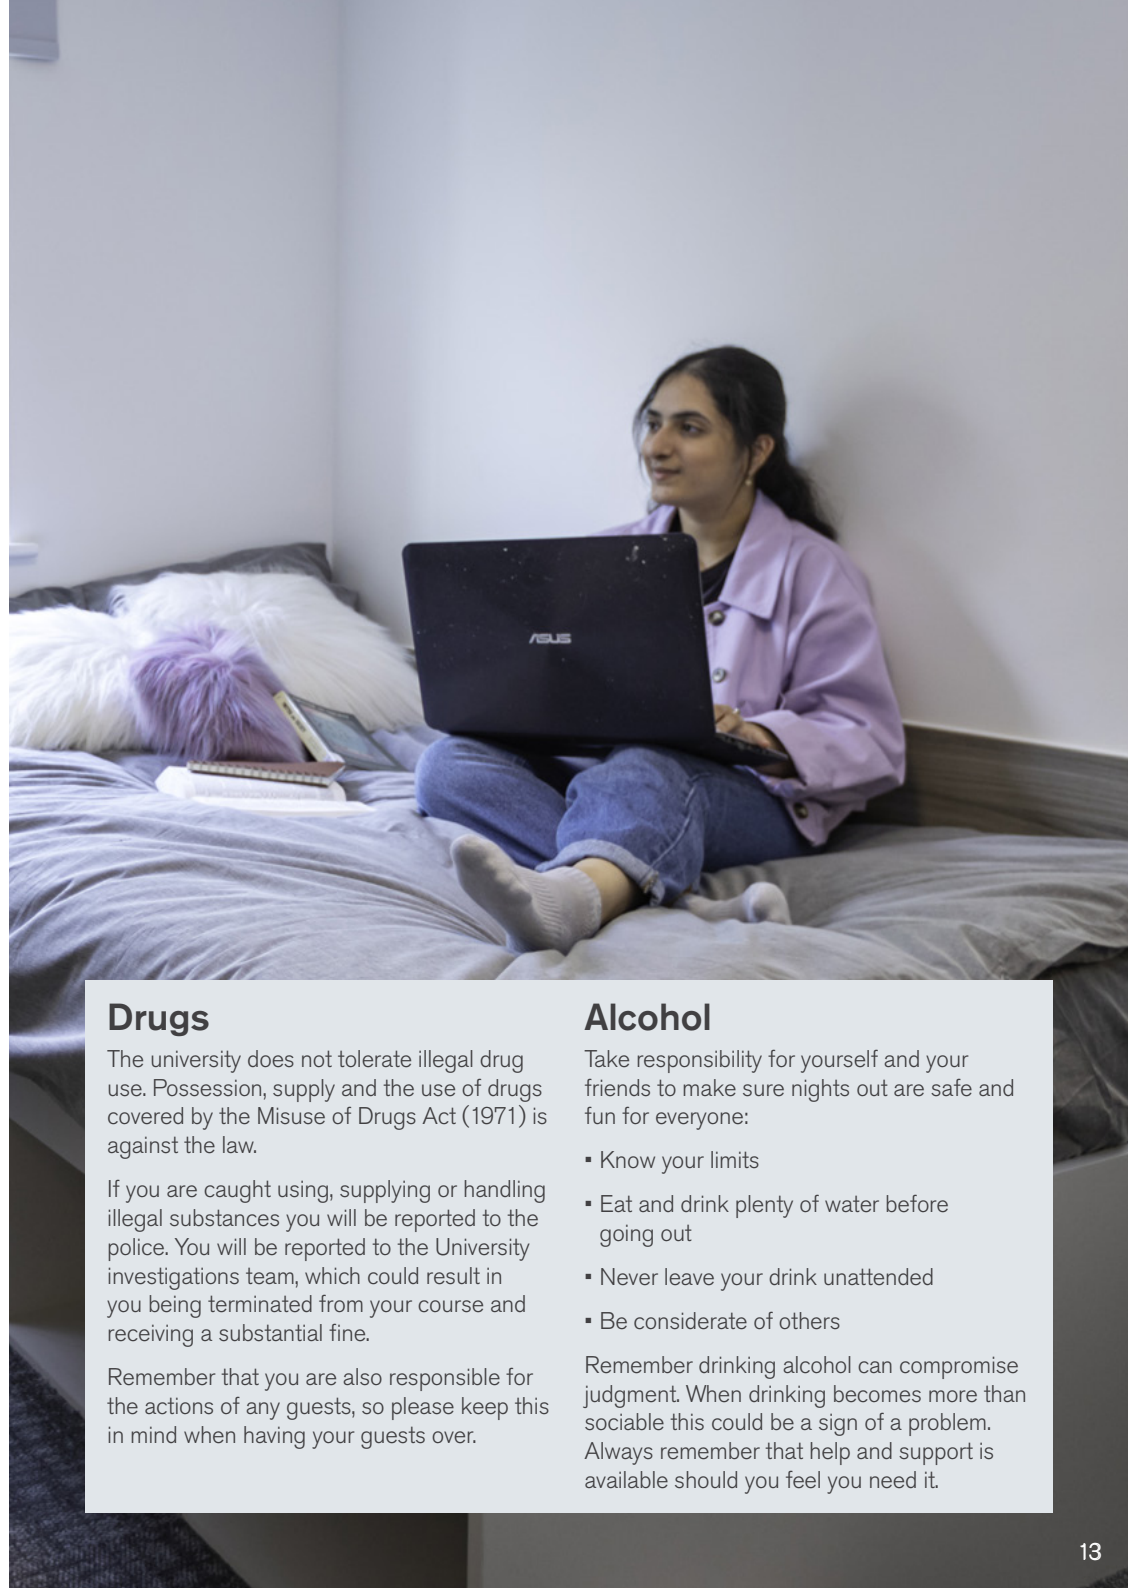 ASUS
Drugs
The university does not tolerate illegal drug
use. Possession, supply and the use of drugs
covered by the Misuse of Drugs Act (1971) is
against the law.
If you are caught using, supplying or handling
illegal substances you will be reported to the
police. You will be reported to the University
investigations team, which could result in
you being terminated from your course and
receiving a substantial fine.
Remember that you are also responsible for
the actions of any guests, so please keep this
in mind when having your guests over.
Alcohol
Take responsibility for yourself and your
friends to make sure nights out are safe and
fun for everyone:
▪ Know your limits
▪ Eat and drink plenty of water before
going out
▪ Never leave your drink unattended
▪ Be considerate of others
Remember drinking alcohol can compromise
judgment. When drinking becomes more than
sociable this could be a sign of a problem.
Always remember that help and support is
available should you feel you need it.
13